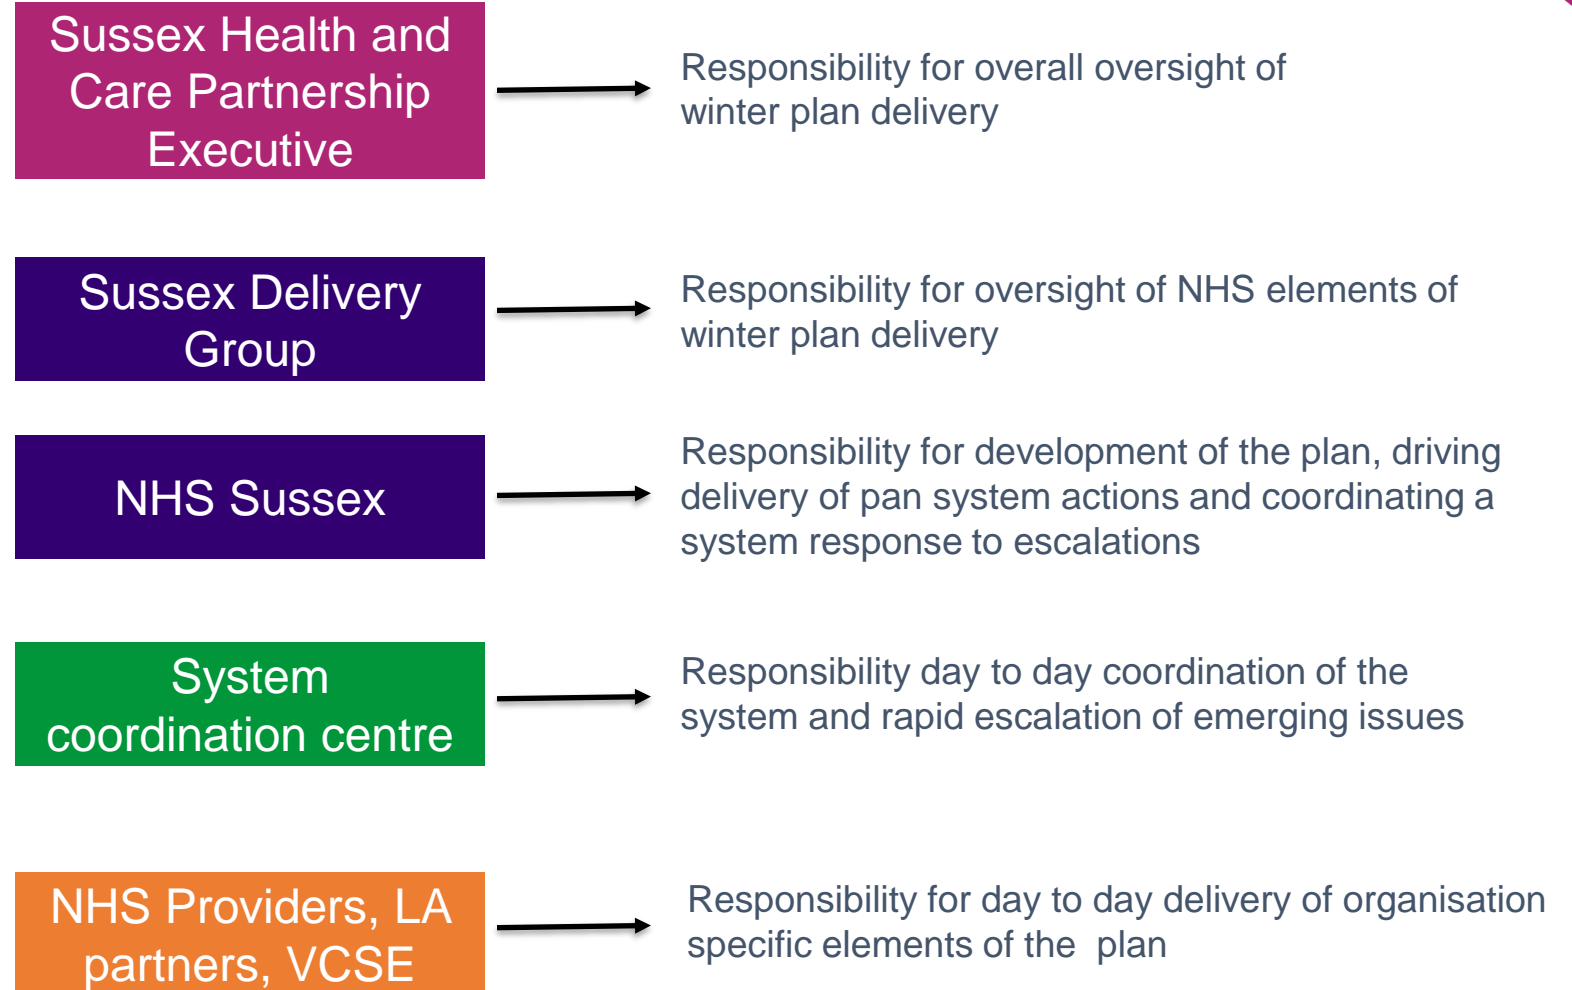 Sussex Health and
Care Partnership
Executive
Responsibility for overall oversight of
winter plan delivery
Sussex Delivery
Group
Responsibility for oversight of NHS elements of
winter plan delivery
NHS Sussex
Responsibility for development of the plan, driving
delivery of pan system actions and coordinating a
system response to escalations
System
coordination centre
Responsibility day to day coordination of the
system and rapid escalation of emerging issues
NHS Providers, LA
partners, VCSE
Responsibility for day to day delivery of organisation
specific elements of the  plan